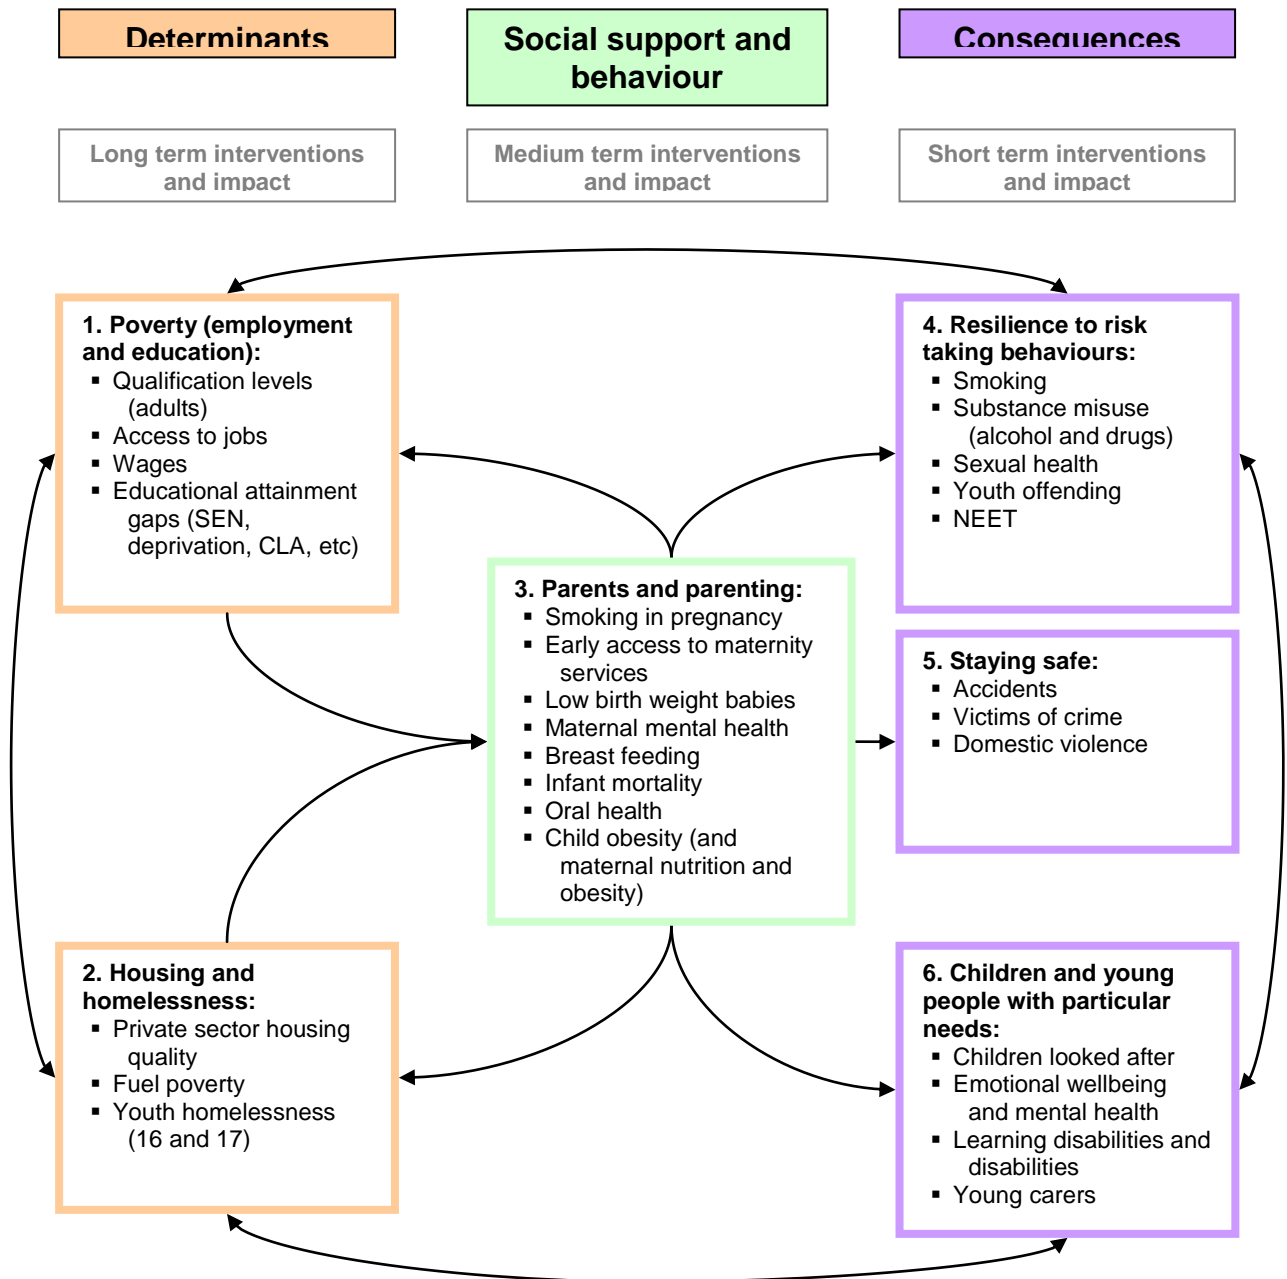 Determinants
Social support and
behaviour
Consequences
Long term interventions
and impact
Medium term interventions
and impact
Short term interventions
and impact
1. Poverty (employment
and education):
▪ Qualification levels
(adults)
▪ Access to jobs
▪ Wages
▪ Educational attainment
gaps (SEN,
deprivation, CLA, etc)
2. Housing and
homelessness:
▪ Private sector housing
quality
▪ Fuel poverty
▪ Youth homelessness
(16 and 17)
3. Parents and parenting:
▪ Smoking in pregnancy
▪ Early access to maternity
services
▪ Low birth weight babies
▪ Maternal mental health
▪ Breast feeding
▪ Infant mortality
▪ Oral health
▪ Child obesity (and
maternal nutrition and
obesity)
4. Resilience to risk
taking behaviours:
▪ Smoking
▪ Substance misuse
(alcohol and drugs)
▪ Sexual health
▪ Youth offending
▪ NEET
5. Staying safe:
▪ Accidents
▪ Victims of crime
▪ Domestic violence
6. Children and young
people with particular
needs:
▪ Children looked after
▪ Emotional wellbeing
and mental health
▪ Learning disabilities and
disabilities
▪ Young carers